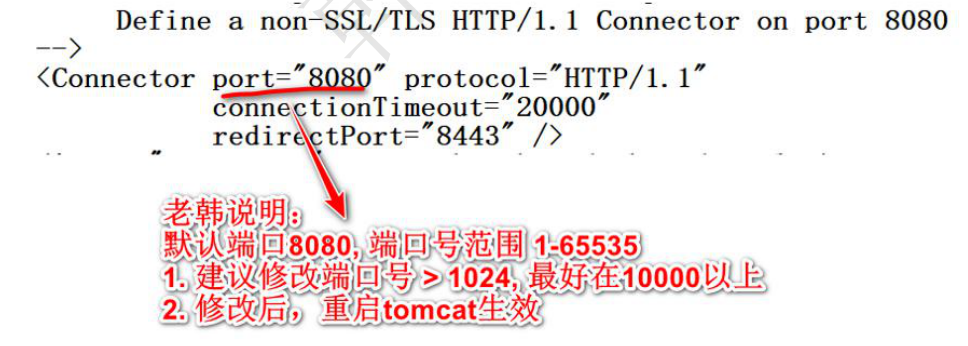 Define a non-SSL/TLS HTTP/1.1 Connector on port 8080
-->
<Connector port="8080" protocol="HTTP/1.1"
connectionTimeout="20000"
redirectPort="8443" />
老韩说明：
默认端口8080, 端口号范围 1-65535
1. 建议修改端口号 > 1024, 最好在10000以上
2. 修改后，重启tomcat生效